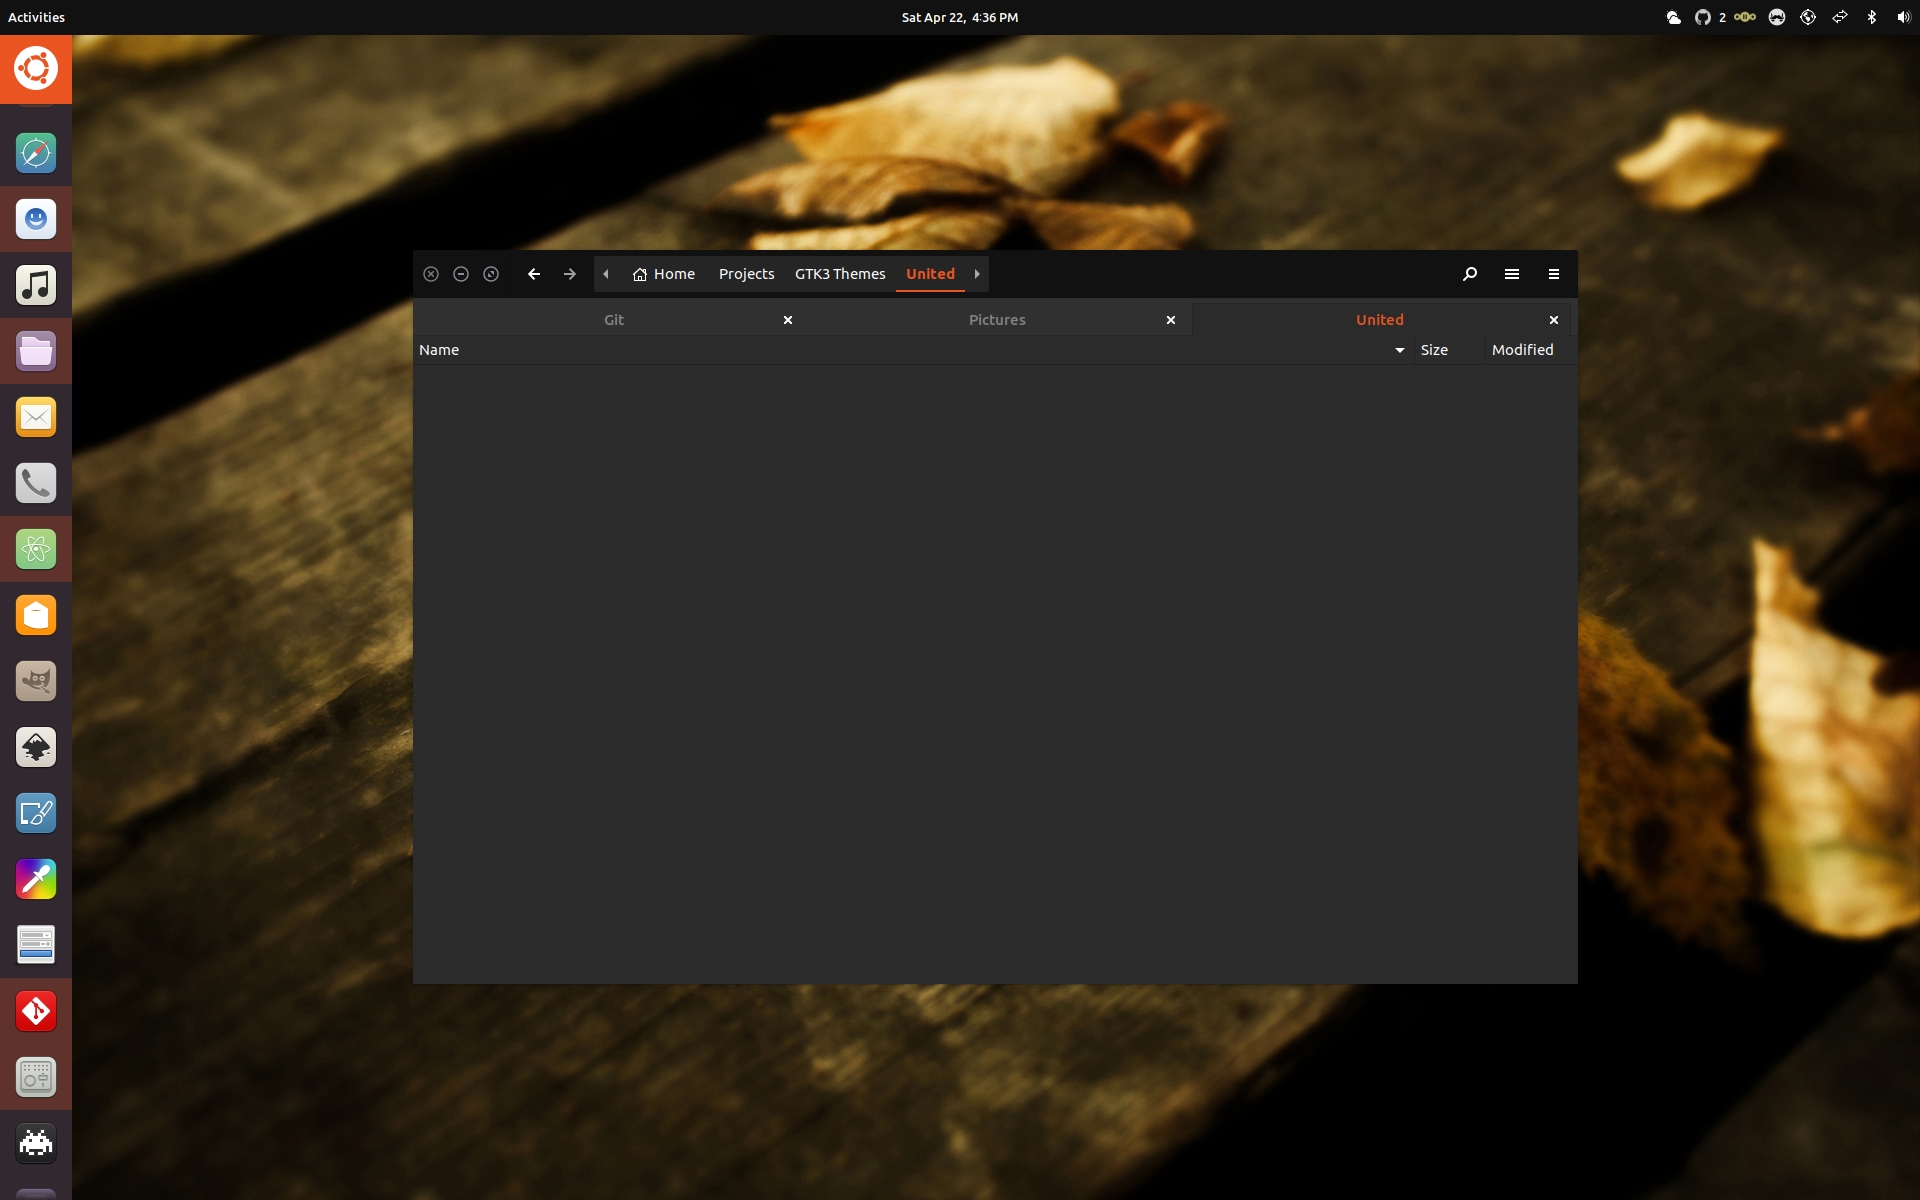 Activities
Sat Apr 22, 4:36 PM
2
Home Projects GTK3 Themes United
Git Pictures United
Name Size Modified